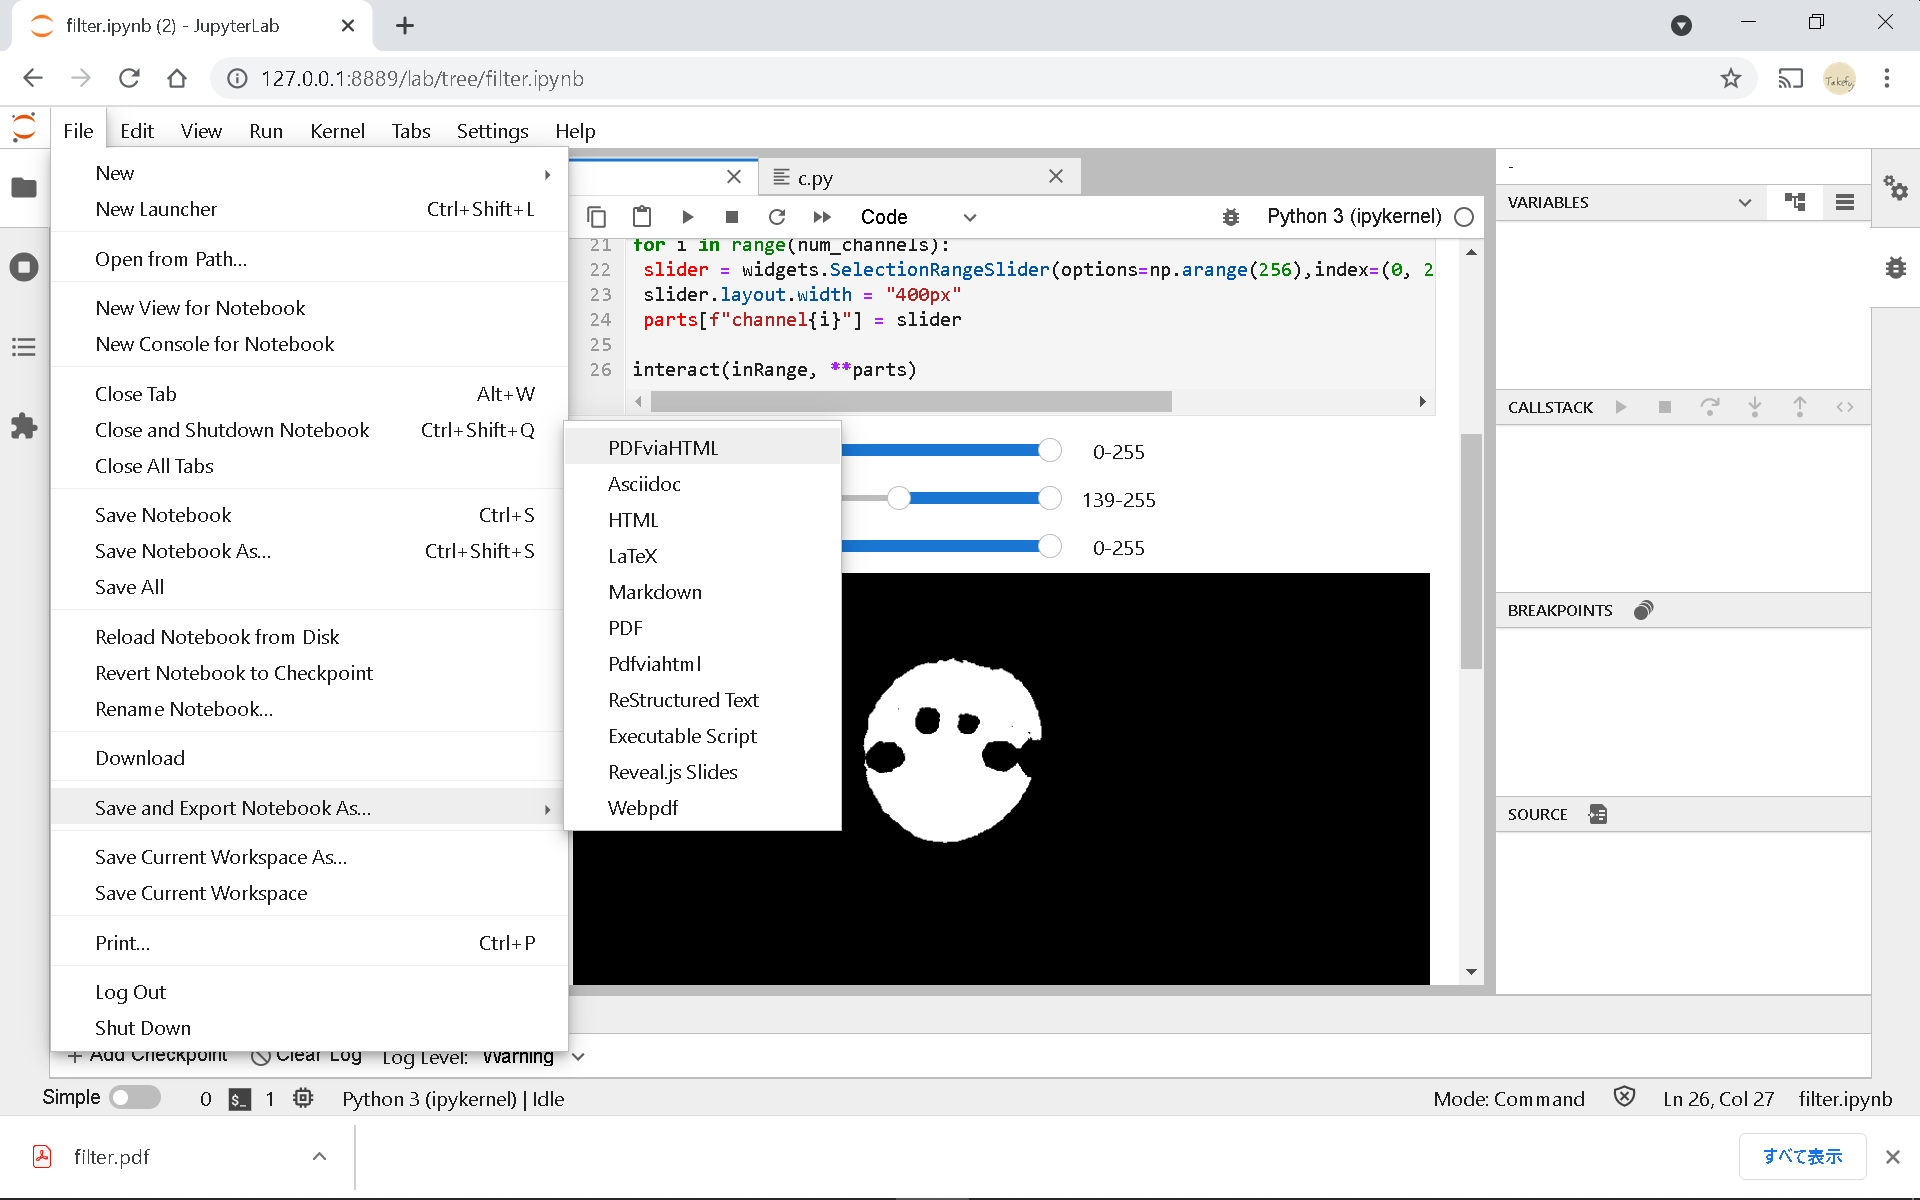 filter.ipynb (2) - JupyterLab
127.0.0.1:8889/lab/tree/filter.ipynb
Takefu
File Edit View Run Kernel Tabs Settings Help
New
New Launcher Ctrl+Shift+L
Open from Path...
New View for Notebook
New Console for Notebook
Close Tab Alt+W
Close and Shutdown Notebook Ctrl+Shift+Q
Close All Tabs
Save Notebook Ctrl+S
Save Notebook As... Ctrl+Shift+S
Save All
Reload Notebook from Disk
Revert Notebook to Checkpoint
Rename Notebook...
Download
Save and Export Notebook As...
Save Current Workspace As...
Save Current Workspace
Print... Ctrl+P
Log Out
Shut Down
PDFviaHTML
Asciidoc
HTML
LaTeX
Markdown
PDF
Pdfviahtml
ReStructured Text
Executable Script
Reveal.js Slides
Webpdf
c.py
Code
Python 3 (ipykernel)
21 for i in range(num_channels):
22 slider = widgets.SelectionRangeSlider(options=np.arange(256),index=(0, 2
23 slider.layout.width = "400px"
24 parts[f"channel{i}"] = slider
25
26 interact(inRange, **parts)
0-255
139-255
0-255
-
VARIABLES
CALLSTACK
BREAKPOINTS
SOURCE
Add Checkpoint Clear Log Log Level: Warning
Simple 0 $_ 1 Python 3 (ipykernel) | Idle Mode: Command Ln 26, Col 27 filter.ipynb
filter.pdf
すべて表示